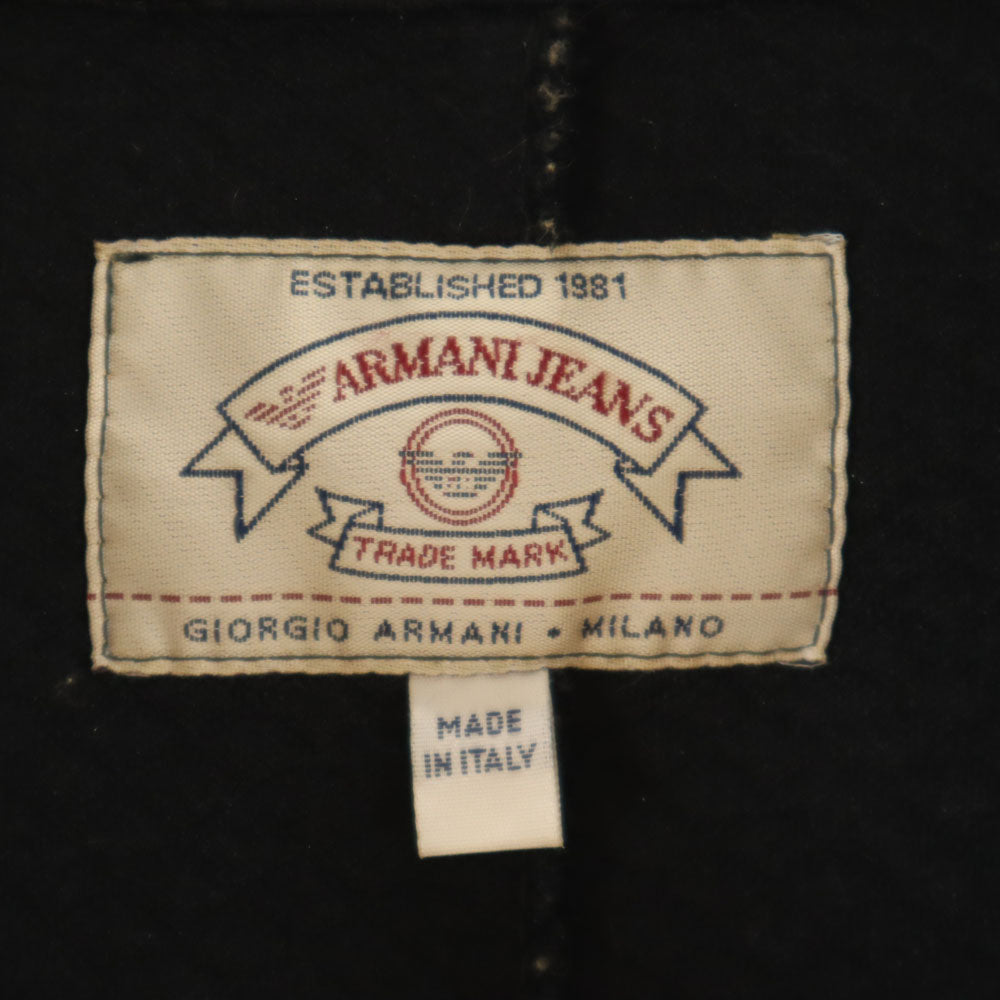 ESTABLISHED 1981
ARMANI JEANS
TRADE MARK
GIORGIO ARMANI • MILANO
MADE
IN ITALY